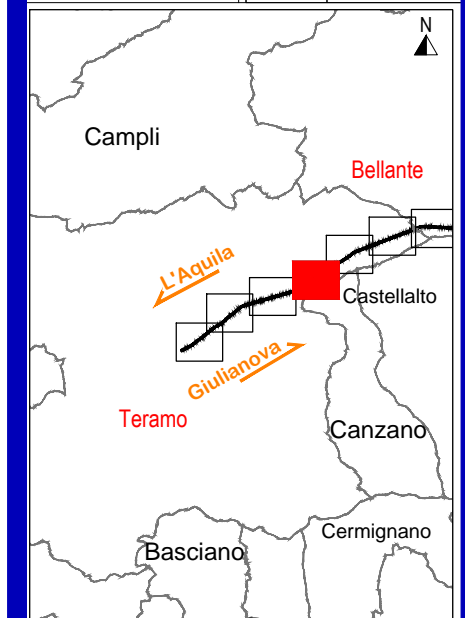 N
Campli
Bellante
L'Aquila
Castellalto
Giulianova
Teramo
Canzano
Cermignano
Basciano